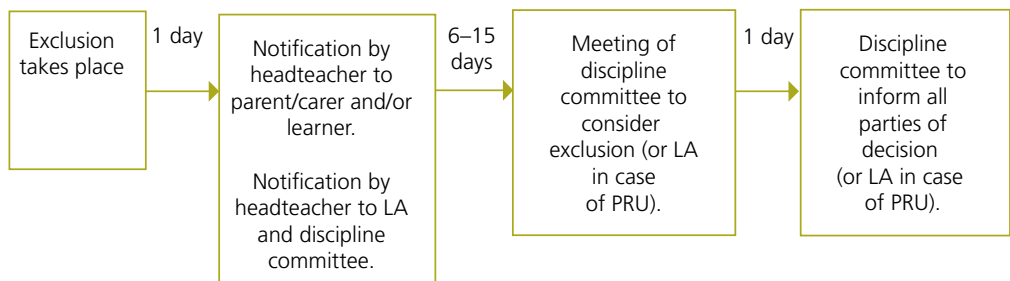 Exclusion
takes place
1 day
Notification by
headteacher to
parent/carer and/or
learner.
Notification by
headteacher to LA
and discipline
committee.
6–15
days
Meeting of
discipline
committee to
consider
exclusion (or LA
in case
of PRU).
1 day
Discipline
committee to
inform all
parties of
decision
(or LA in case
of PRU).